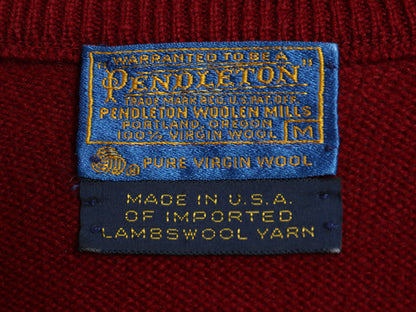 WARRANTED TO BE A
"PENDLETON"
TRADE MARK REG. U.S. PAT. OFF.
PENDLETON WOOLEN MILLS
PORTLAND, OREGON
100% VIRGIN WOOL M
PURE VIRGIN WOOL
MADE IN U.S.A.
OF IMPORTED
LAMBSWOOL YARN